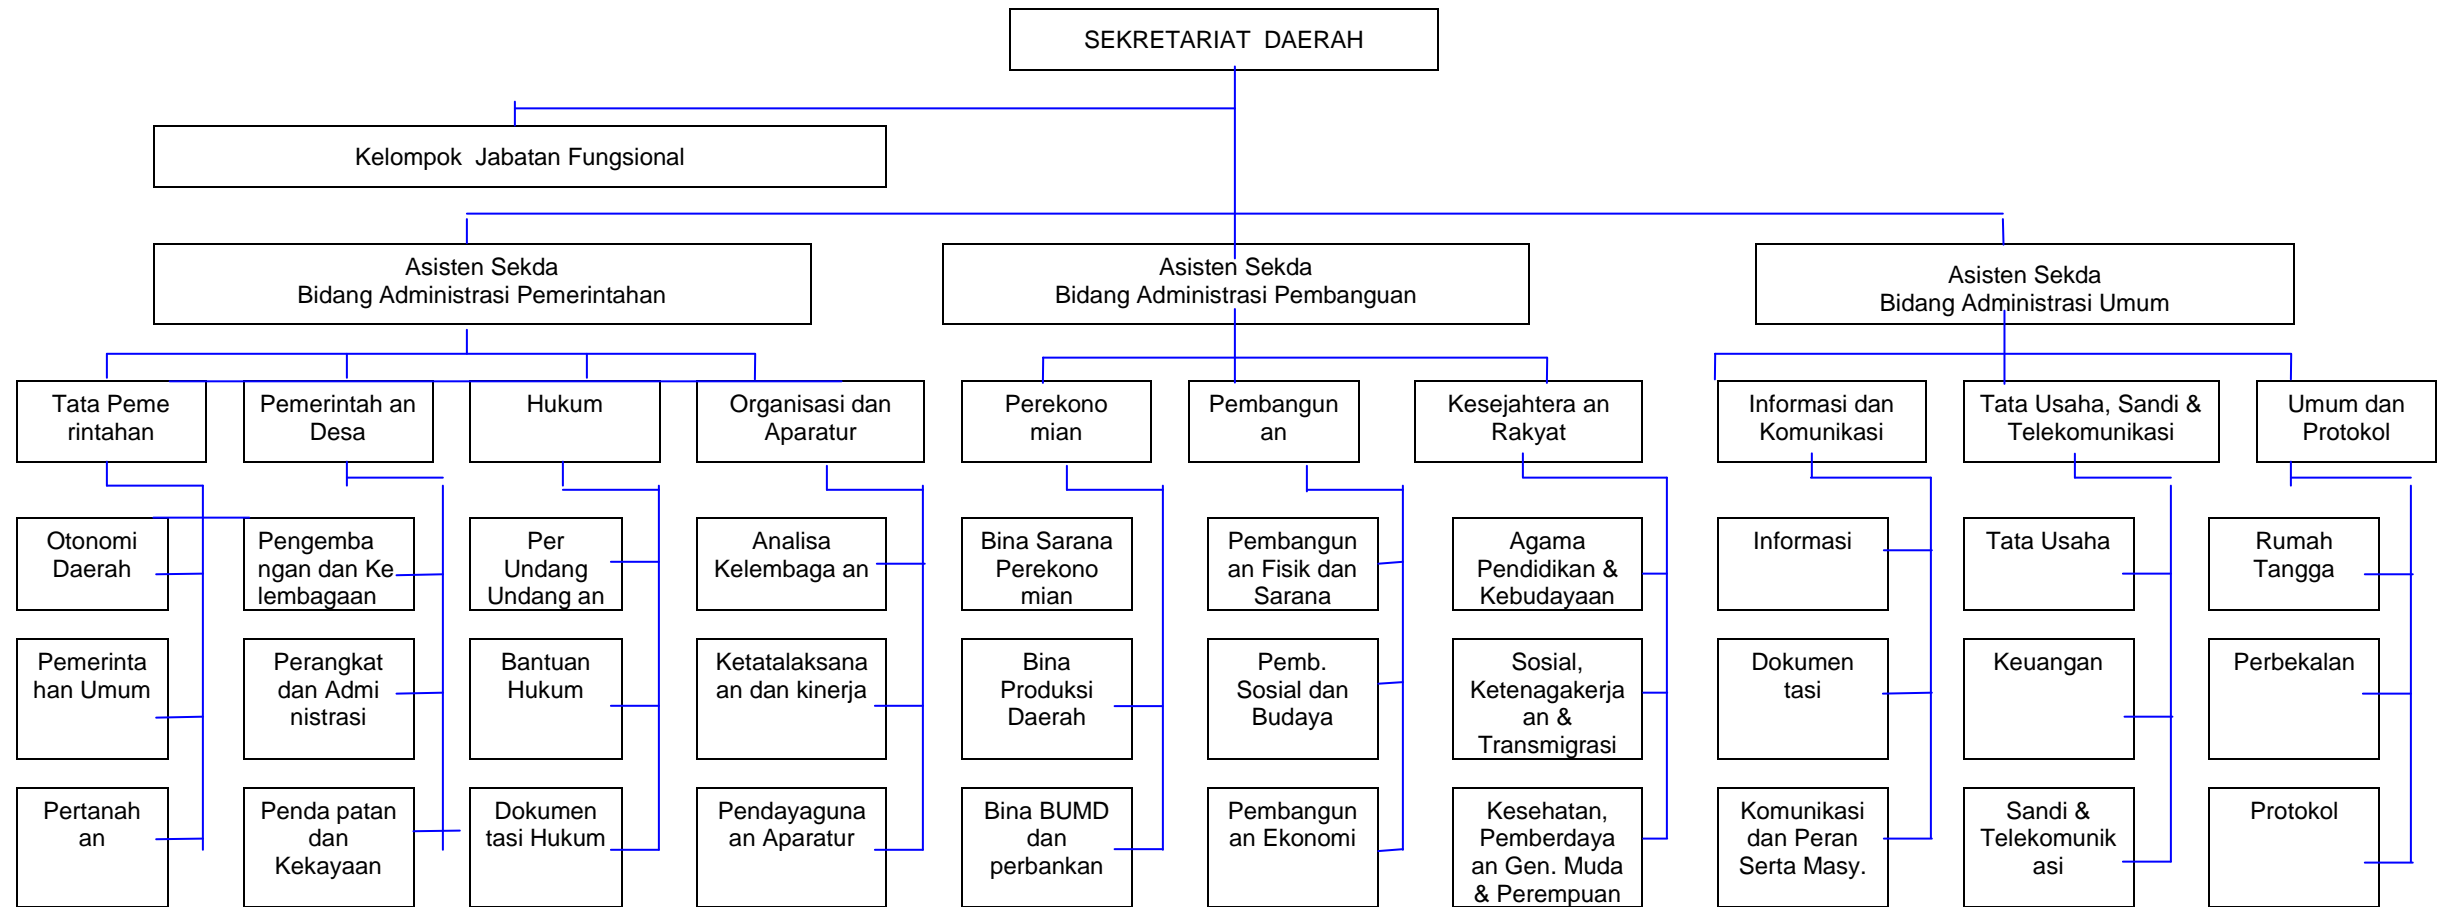 SEKRETARIAT DAERAH
Kelompok Jabatan Fungsional
Asisten Sekda
Bidang Administrasi Pemerintahan
Asisten Sekda
Bidang Administrasi Pembanguan
Asisten Sekda
Bidang Administrasi Umum
Tata Peme
rintahan
Pemerintah an
Desa
Hukum
Organisasi dan
Aparatur
Perekono
mian
Pembangun
an
Kesejahtera an
Rakyat
Informasi dan
Komunikasi
Tata Usaha, Sandi &
Telekomunikasi
Umum dan
Protokol
Otonomi
Daerah
Pengemba
ngan dan Ke
lembagaan
Per
Undang
Undang an
Analisa
Kelembaga an
Bina Sarana
Perekono
mian
Pembangun
an Fisik dan
Sarana
Agama
Pendidikan &
Kebudayaan
Informasi
Tata Usaha
Rumah
Tangga
Pemerinta
han Umum
Perangkat
dan Admi
nistrasi
Bantuan
Hukum
Ketatalaksana
an dan kinerja
Bina
Produksi
Daerah
Pemb.
Sosial dan
Budaya
Sosial,
Ketenagakerja
an &
Transmigrasi
Dokumen
tasi
Keuangan
Perbekalan
Pertanah
an
Penda patan
dan
Kekayaan
Dokumen
tasi Hukum
Pendayaguna
an Aparatur
Bina BUMD
dan
perbankan
Pembangun
an Ekonomi
Kesehatan,
Pemberdaya
an Gen. Muda
& Perempuan
Komunikasi
dan Peran
Serta Masy.
Sandi &
Telekomunik
asi
Protokol